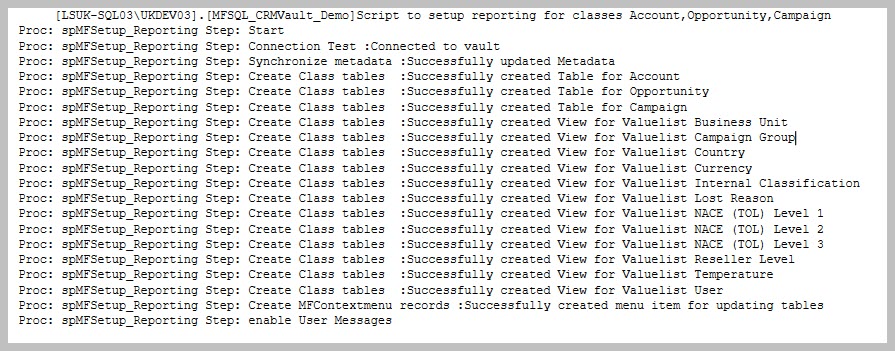 [LSUK-SQL03\UKDEV03].[MFSQL_CRMVault_Demo]Script to setup reporting for classes Account,Opportunity,Campaign
Proc: spMFSetup_Reporting Step: Start
Proc: spMFSetup_Reporting Step: Connection Test :Connected to vault
Proc: spMFSetup_Reporting Step: Synchronize metadata :Successfully updated Metadata
Proc: spMFSetup_Reporting Step: Create Class tables  :Successfully created Table for Account
Proc: spMFSetup_Reporting Step: Create Class tables  :Successfully created Table for Opportunity
Proc: spMFSetup_Reporting Step: Create Class tables  :Successfully created Table for Campaign
Proc: spMFSetup_Reporting Step: Create Class tables  :Successfully created View for Valuelist Business Unit
Proc: spMFSetup_Reporting Step: Create Class tables  :Successfully created View for Valuelist Campaign Group
Proc: spMFSetup_Reporting Step: Create Class tables  :Successfully created View for Valuelist Country
Proc: spMFSetup_Reporting Step: Create Class tables  :Successfully created View for Valuelist Currency
Proc: spMFSetup_Reporting Step: Create Class tables  :Successfully created View for Valuelist Internal Classification
Proc: spMFSetup_Reporting Step: Create Class tables  :Successfully created View for Valuelist Lost Reason
Proc: spMFSetup_Reporting Step: Create Class tables  :Successfully created View for Valuelist NACE (TOL) Level 1
Proc: spMFSetup_Reporting Step: Create Class tables  :Successfully created View for Valuelist NACE (TOL) Level 2
Proc: spMFSetup_Reporting Step: Create Class tables  :Successfully created View for Valuelist NACE (TOL) Level 3
Proc: spMFSetup_Reporting Step: Create Class tables  :Successfully created View for Valuelist Reseller Level
Proc: spMFSetup_Reporting Step: Create Class tables  :Successfully created View for Valuelist Temperature
Proc: spMFSetup_Reporting Step: Create Class tables  :Successfully created View for Valuelist User
Proc: spMFSetup_Reporting Step: Create MFContextmenu records :Successfully created menu item for updating tables
Proc: spMFSetup_Reporting Step: enable User Messages